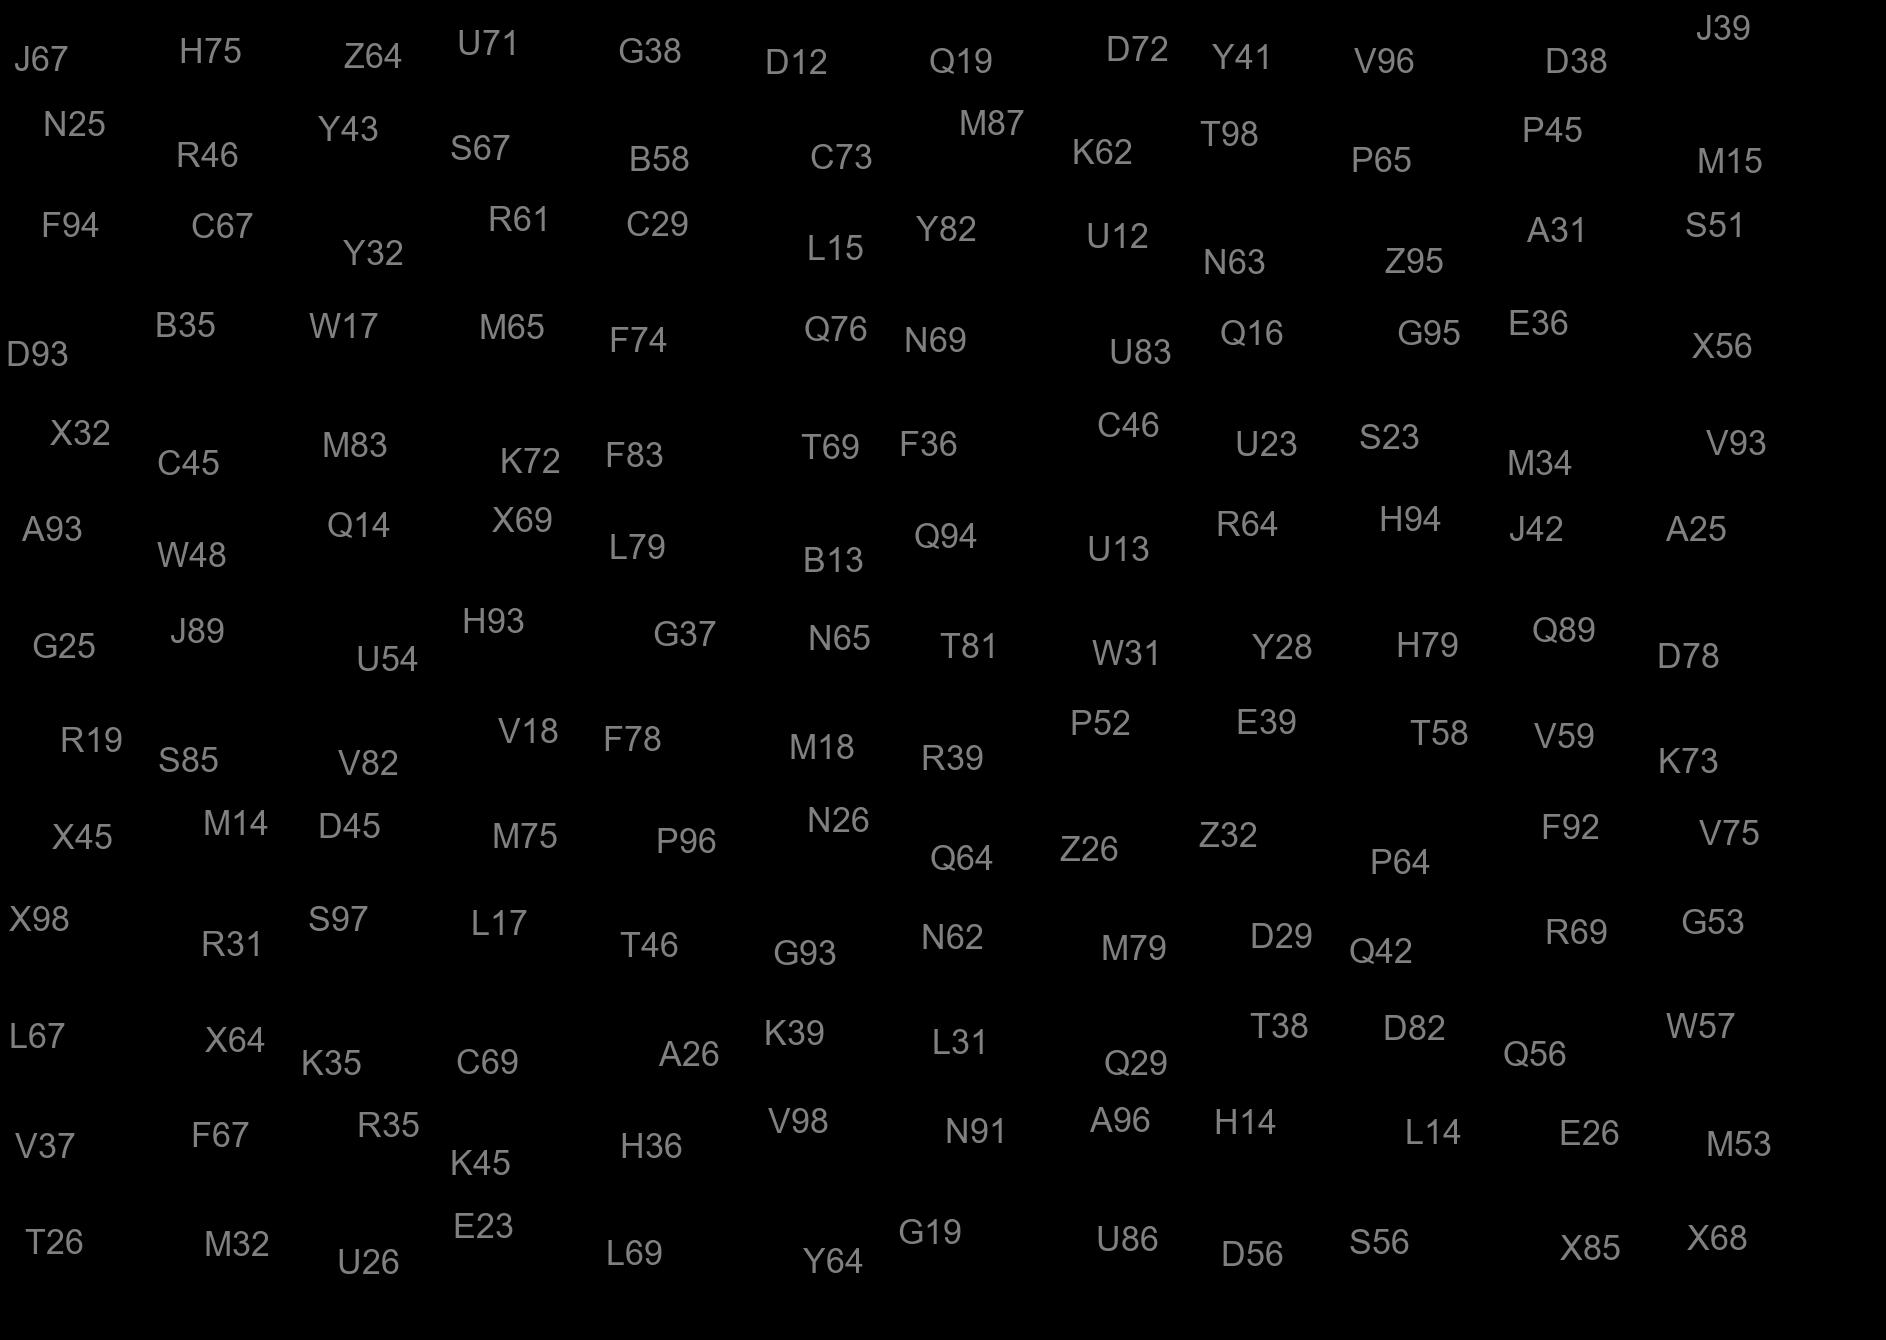 J67 H75 Z64 U71 G38 D12 Q19 D72 Y41 V96 D38 J39
N25 R46 Y43 S67 B58 C73 M87 K62 T98 P65 P45 M15
F94 C67 Y32 R61 C29 L15 Y82 U12 N63 Z95 A31 S51
D93 B35 W17 M65 F74 Q76 N69 U83 Q16 G95 E36 X56
X32 C45 M83 K72 F83 T69 F36 C46 U23 S23 M34 V93
A93 W48 Q14 X69 L79 B13 Q94 U13 R64 H94 J42 A25
G25 J89 U54 H93 G37 N65 T81 W31 Y28 H79 Q89 D78
R19 S85 V82 V18 F78 M18 R39 P52 E39 T58 V59 K73
X45 M14 D45 M75 P96 N26 Q64 Z26 Z32 P64 F92 V75
X98 R31 S97 L17 T46 G93 N62 M79 D29 Q42 R69 G53
L67 X64 K35 C69 A26 K39 L31 Q29 T38 D82 Q56 W57
V37 F67 R35 K45 H36 V98 N91 A96 H14 L14 E26 M53
T26 M32 U26 E23 L69 Y64 G19 U86 D56 S56 X85 X68